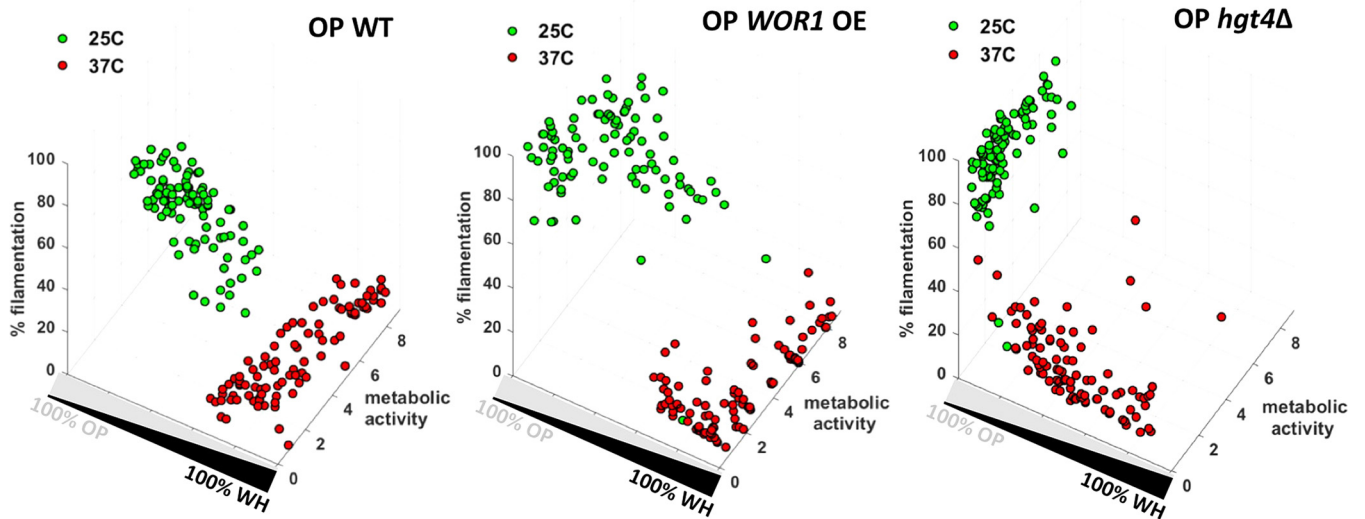 OP WT
25C
37C
% filamentation
100
80
60
40
20
0
100% OP
100% WH
0
2
4
6
8
metabolic
activity
OP WOR1 OE
25C
37C
% filamentation
100
80
60
40
20
0
100% OP
100% WH
0
2
4
6
8
metabolic
activity
OP hgt4Δ
25C
37C
% filamentation
100
80
60
40
20
0
100% OP
100% WH
0
2
4
6
8
metabolic
activity